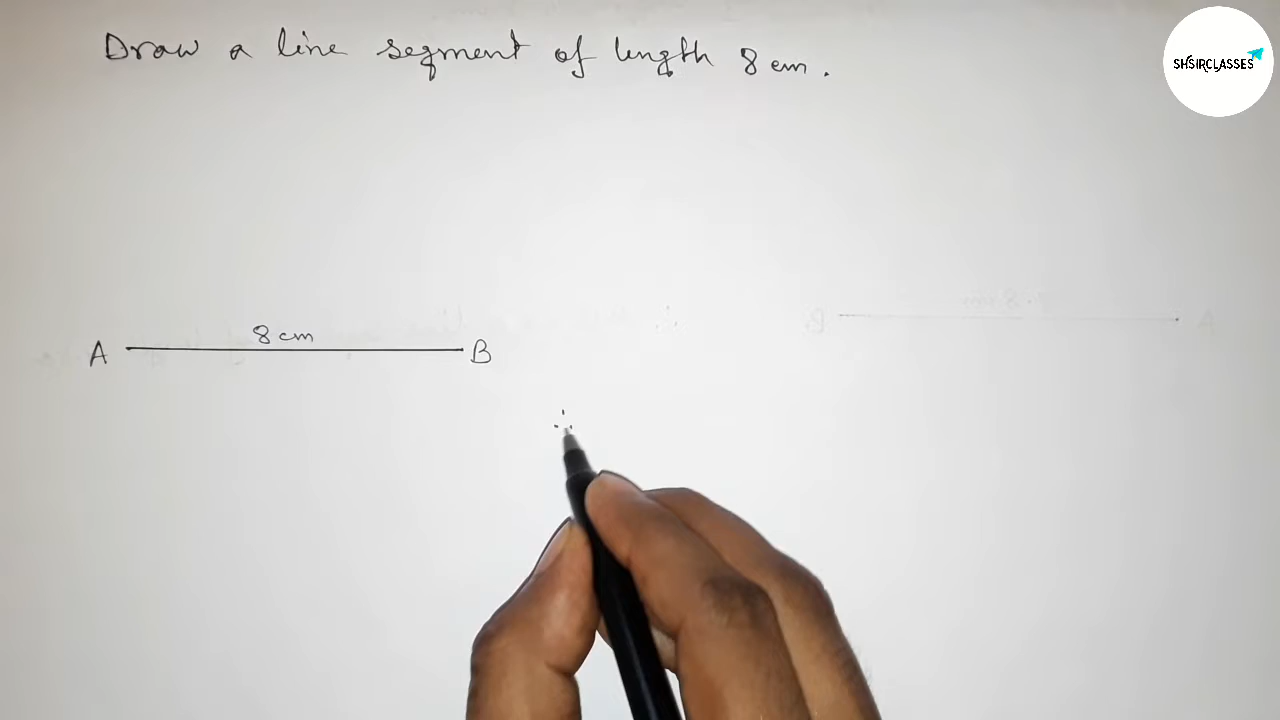 Draw a line segment of length 8 cm.
SHSIRCLASSES
8 cm
A B
∴